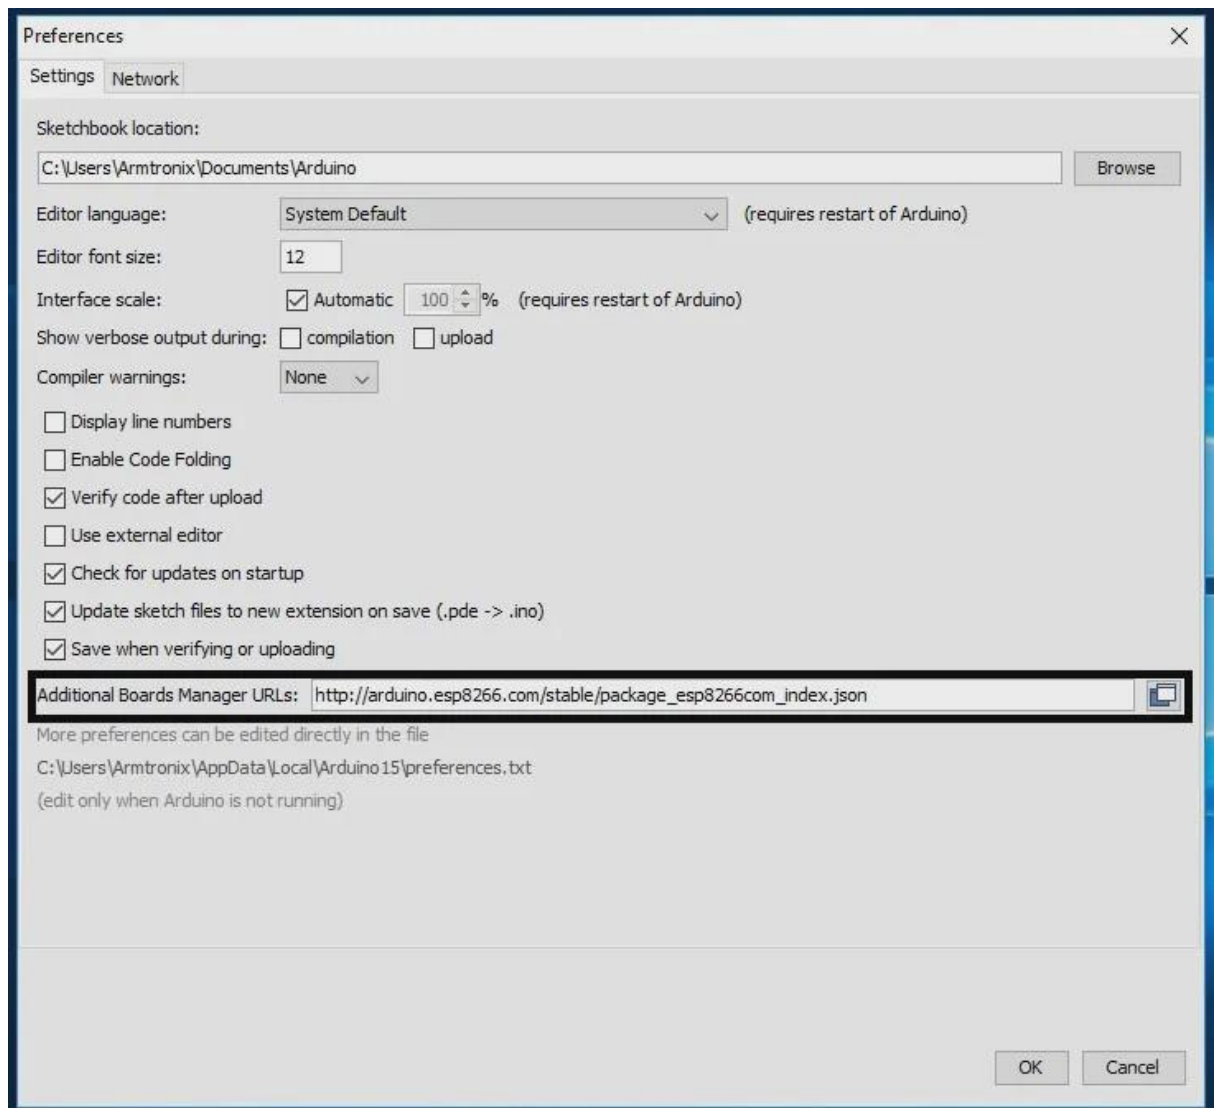 Preferences
Settings Network
Sketchbook location:
C:\Users\Armtronix\Documents\Arduino Browse
Editor language: System Default (requires restart of Arduino)
Editor font size: 12
Interface scale: Automatic 100 % (requires restart of Arduino)
Show verbose output during: compilation upload
Compiler warnings: None
Display line numbers
Enable Code Folding
Verify code after upload
Use external editor
Check for updates on startup
Update sketch files to new extension on save (.pde -> .ino)
Save when verifying or uploading
Additional Boards Manager URLs: http://arduino.esp8266.com/stable/package_esp8266com_index.json
More preferences can be edited directly in the file
C:\Users\Armtronix\AppData\Local\Arduino15\preferences.txt
(edit only when Arduino is not running)
OK Cancel